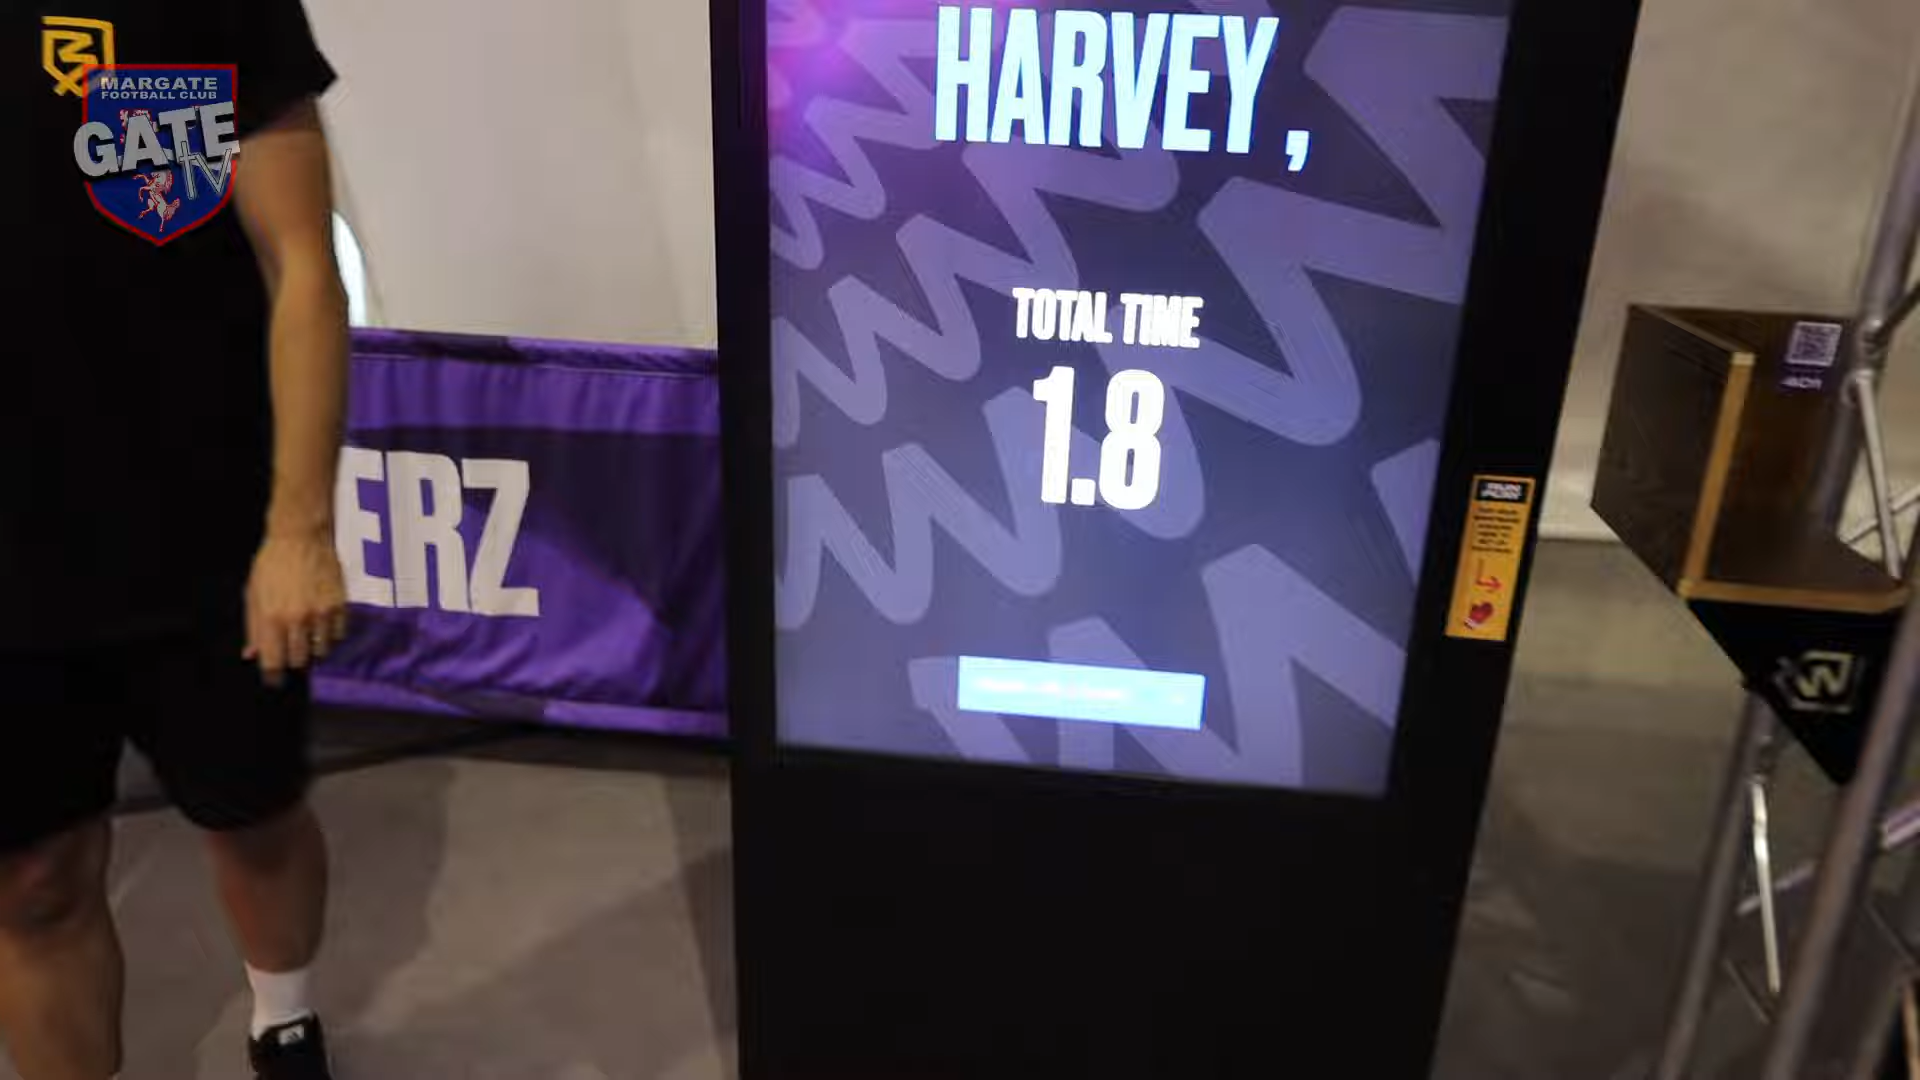 MARGATE
FOOTBALL CLUB
GATE
tv
HARVEY ,
TOTAL TIME
1.8
ERZ